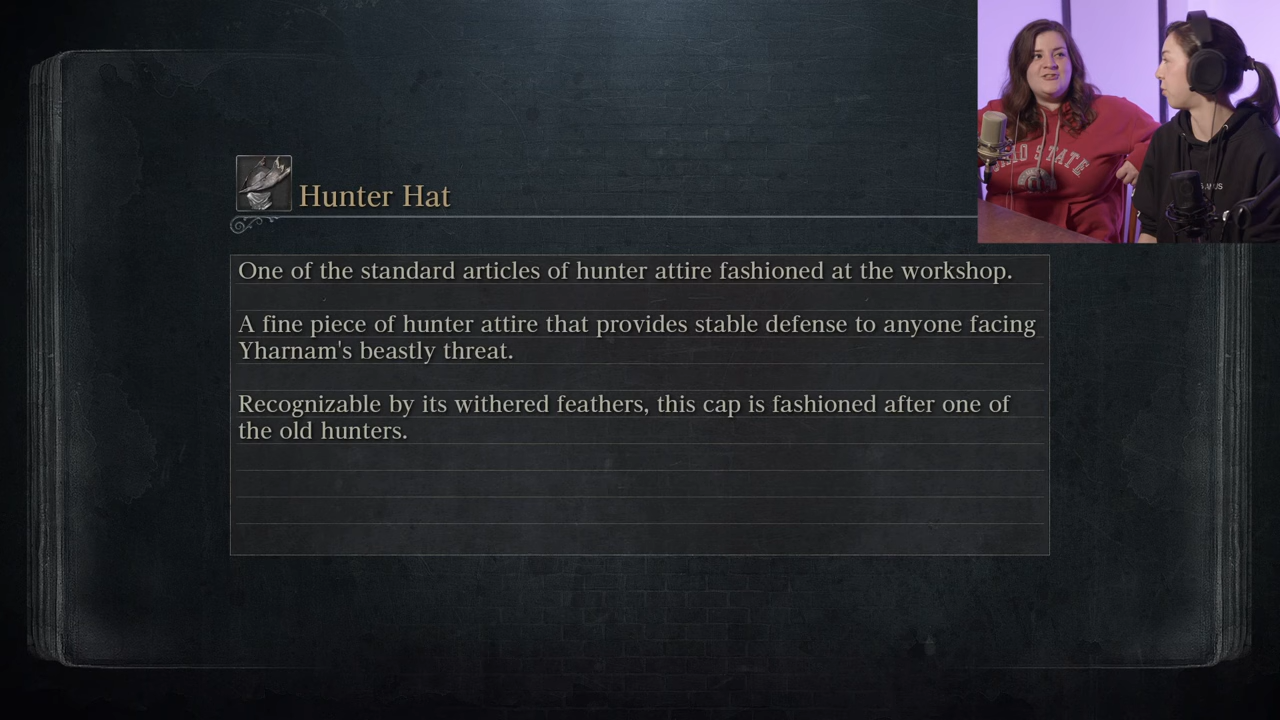 Hunter Hat
One of the standard articles of hunter attire fashioned at the workshop.
A fine piece of hunter attire that provides stable defense to anyone facing
Yharnam's beastly threat.
Recognizable by its withered feathers, this cap is fashioned after one of
the old hunters.
STATE